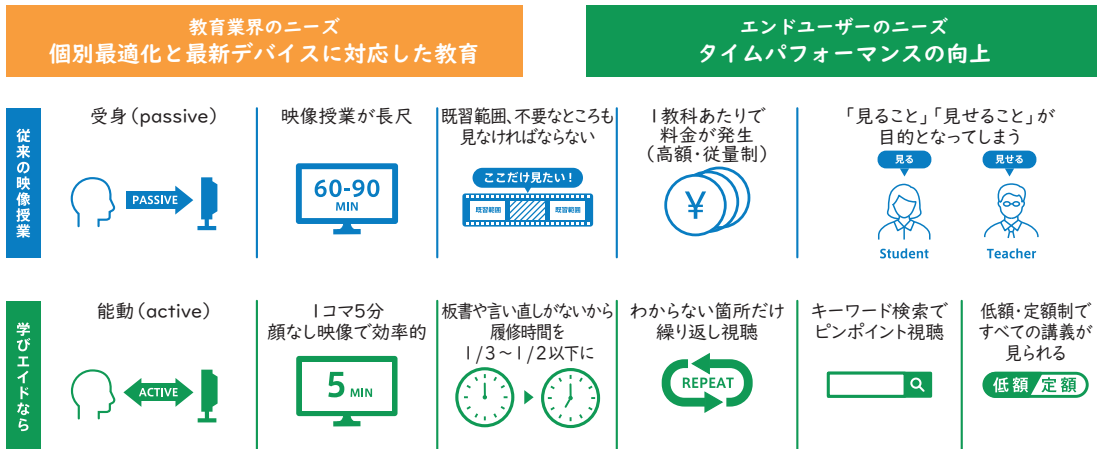 教育業界のニーズ
個別最適化と最新デバイスに対応した教育
エンドユーザーのニーズ
タイムパフォーマンスの向上
従来の映像授業
受身(passive)
PASSIVE
映像授業が長尺
60-90
MIN
既習範囲、不要なところも
見なければならない
ここだけ見たい!
既習範囲
既習範囲
1教科あたりで
料金が発生
(高額・従量制)
¥
「見ること」「見せること」が
目的となってしまう
見る
見せる
Student
Teacher
学びエイドなら
能動(active)
ACTIVE
1コマ5分
顔なし映像で効率的
5 MIN
板書や言い直しがないから
履修時間を
1/3~1/2以下に
わからない箇所だけ
繰り返し視聴
REPEAT
キーワード検索で
ピンポイント視聴
低額・定額制で
すべての講義が
見られる
低額/定額